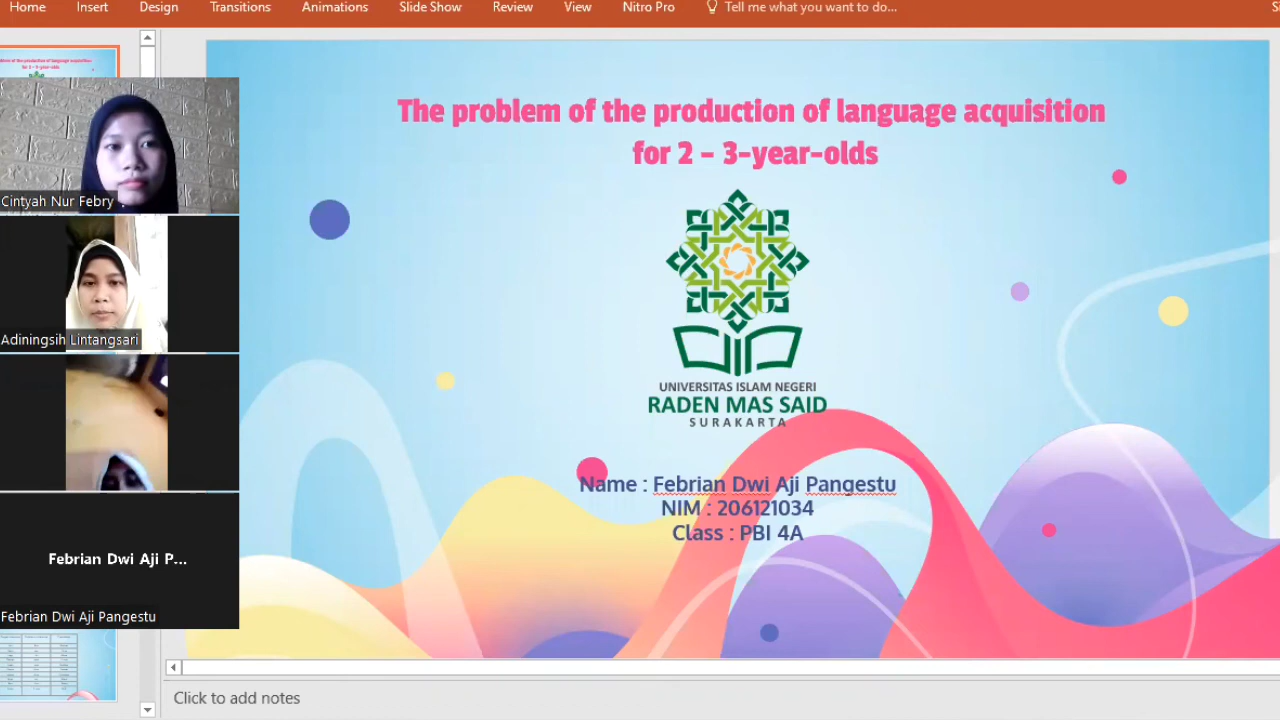 Home Insert Design Transitions Animations Slide Show Review View Nitro Pro Tell me what you want to do...
The problem of the production of language acquisition
for 2 – 3-year-olds
UNIVERSITAS ISLAM NEGERI
RADEN MAS SAID
SURAKARTA
Name : Febrian Dwi Aji Pangestu
NIM : 206121034
Class : PBI 4A
Cintyah Nur Febry
Adiningsih Lintangsari
Febrian Dwi Aji P...
Febrian Dwi Aji Pangestu
Click to add notes